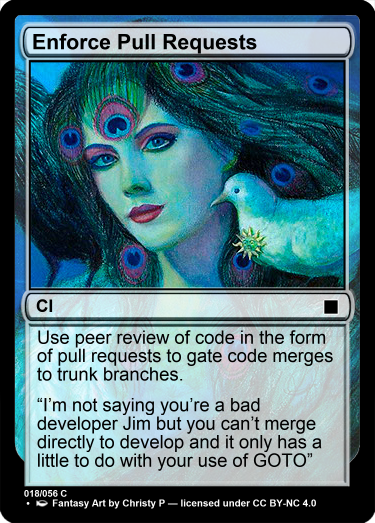 Enforce Pull Requests
CI
Use peer review of code in the form
of pull requests to gate code merges
to trunk branches.
“I’m not saying you’re a bad
developer Jim but you can’t merge
directly to develop and it only has a
little to do with your use of GOTO”
018/056 C
• Fantasy Art by Christy P — licensed under CC BY-NC 4.0